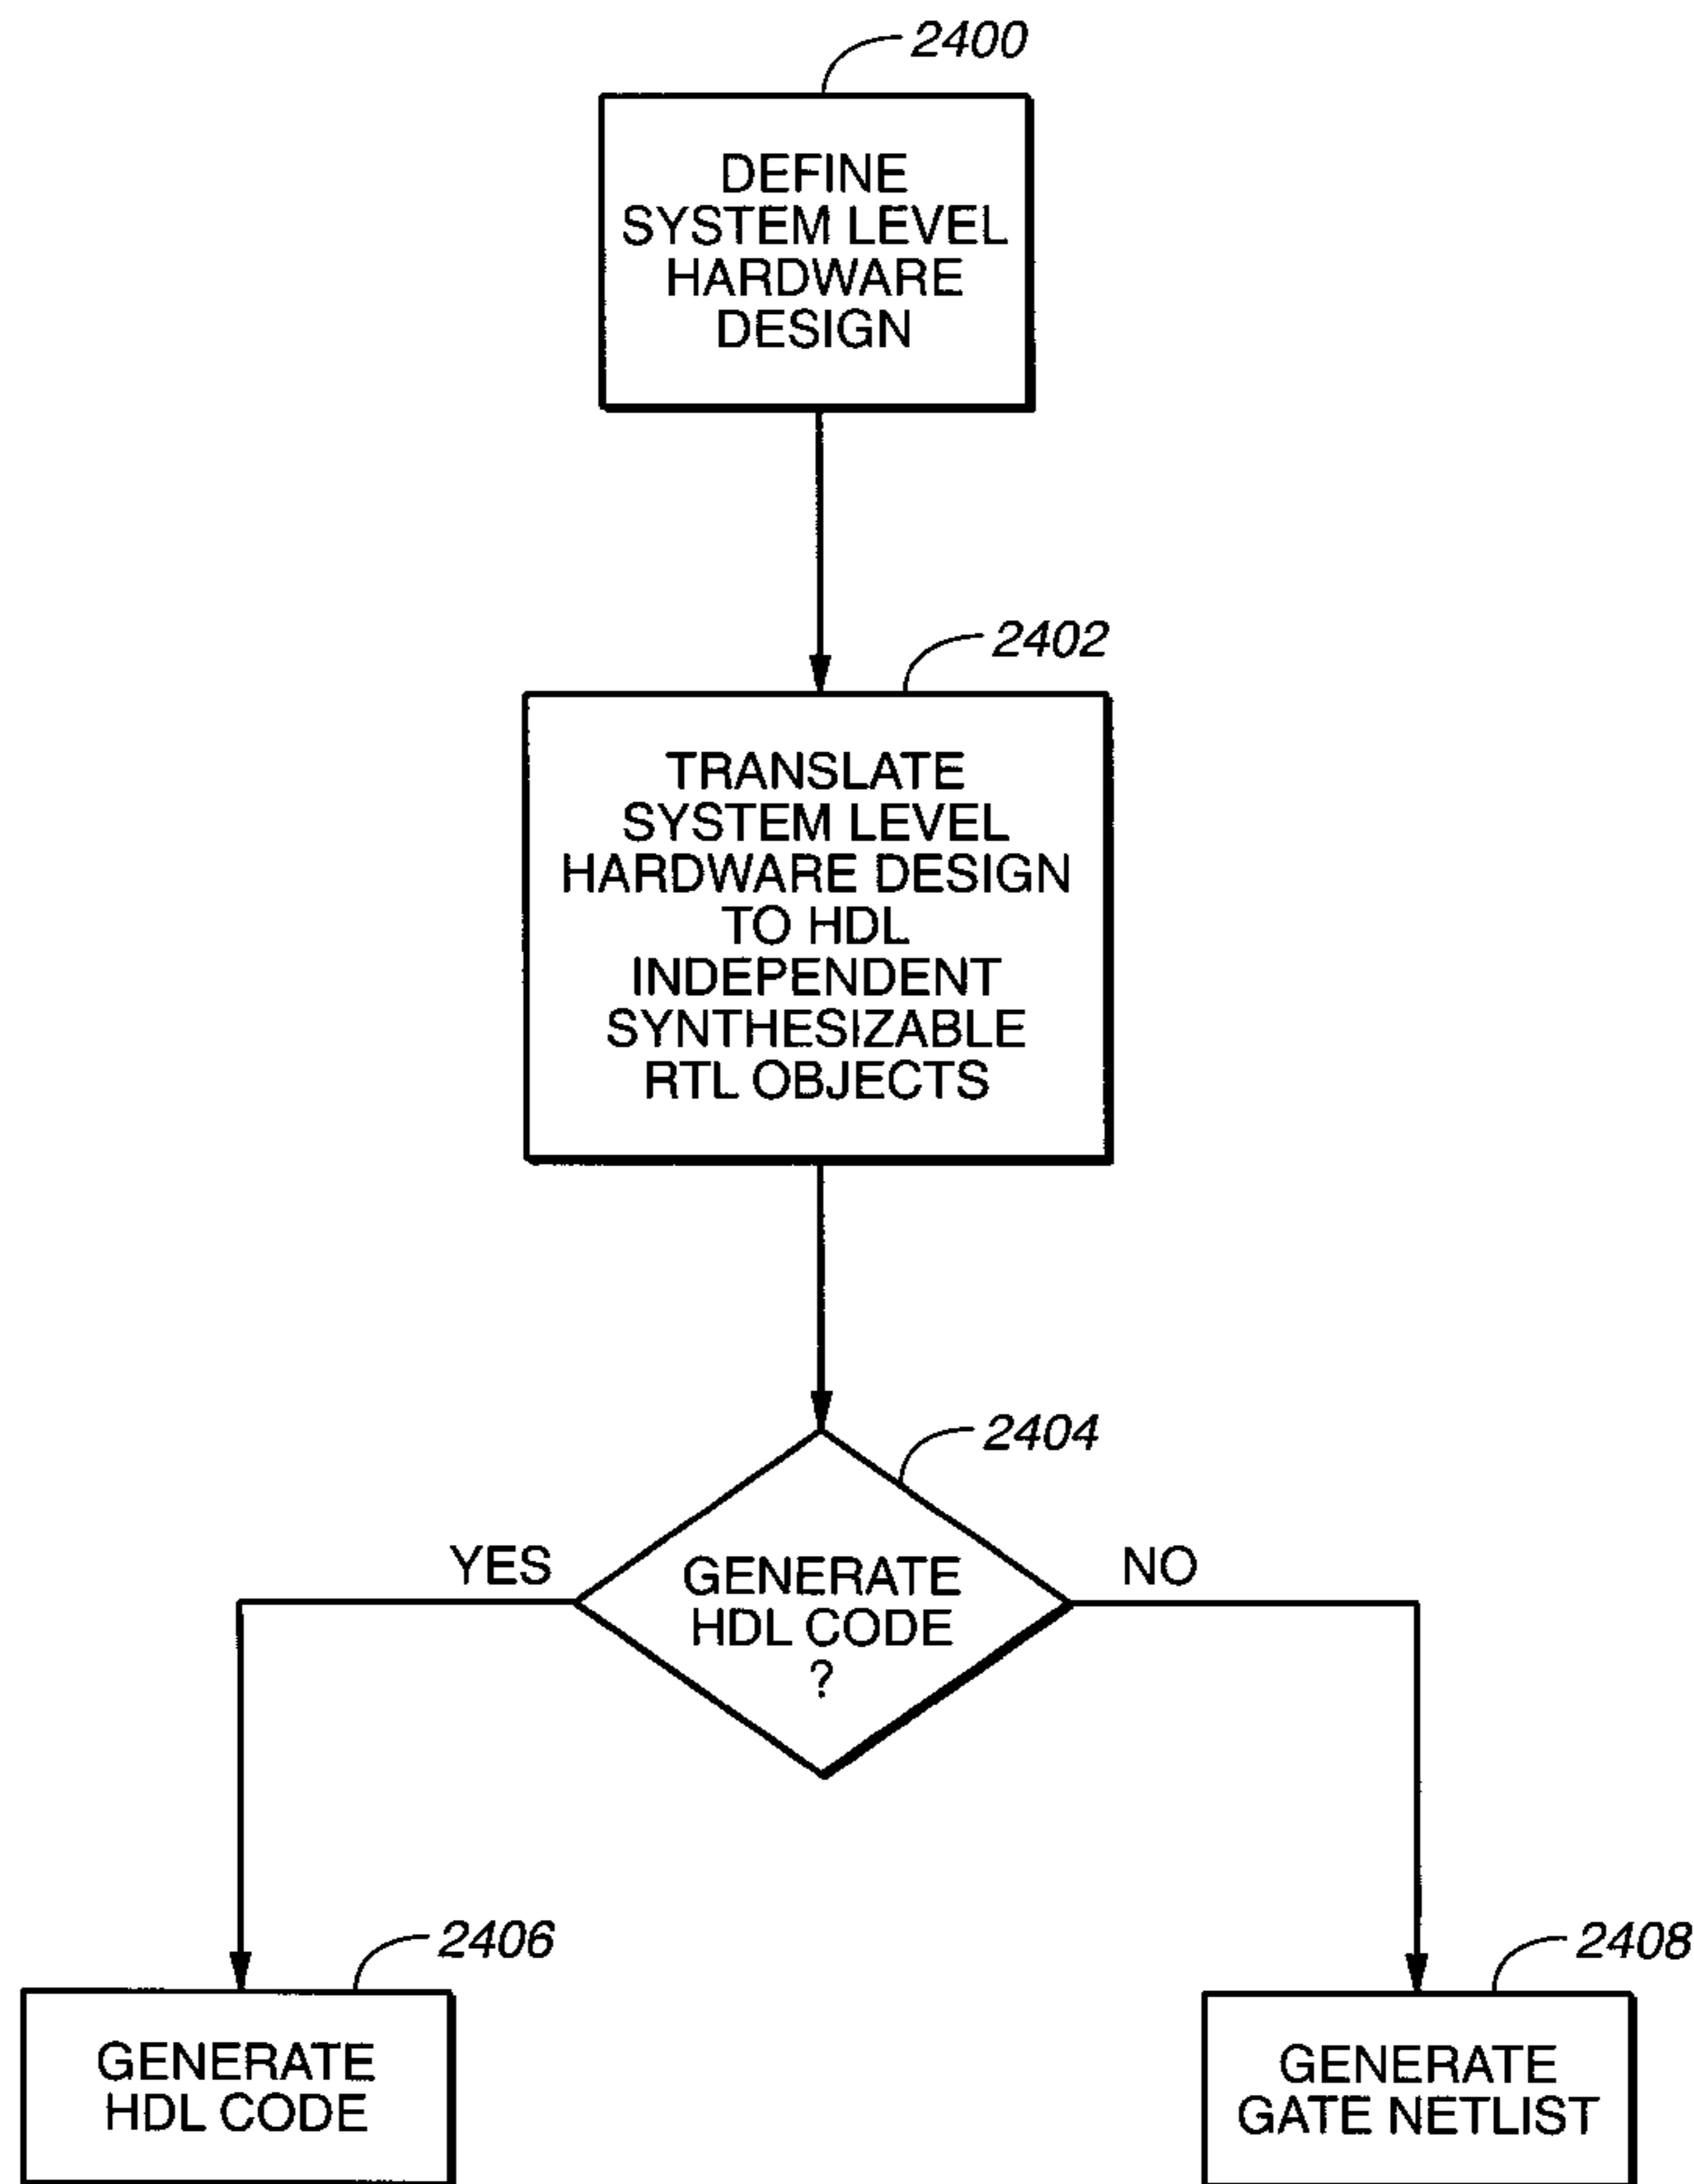 2400
DEFINE
SYSTEM LEVEL
HARDWARE
DESIGN
2402
TRANSLATE
SYSTEM LEVEL
HARDWARE DESIGN
TO HDL
INDEPENDENT
SYNTHESIZABLE
RTL OBJECTS
2404
YES
GENERATE
HDL CODE
?
NO
2406
GENERATE
HDL CODE
2408
GENERATE
GATE NETLIST